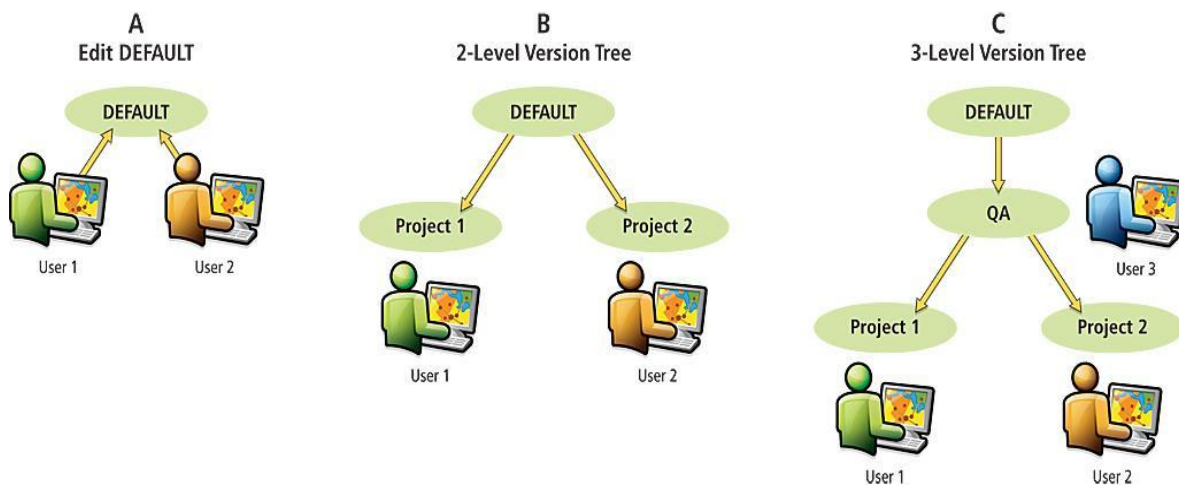 A
Edit DEFAULT
DEFAULT
User 1
User 2
B
2-Level Version Tree
DEFAULT
Project 1
Project 2
User 1
User 2
C
3-Level Version Tree
DEFAULT
QA
User 3
Project 1
Project 2
User 1
User 2